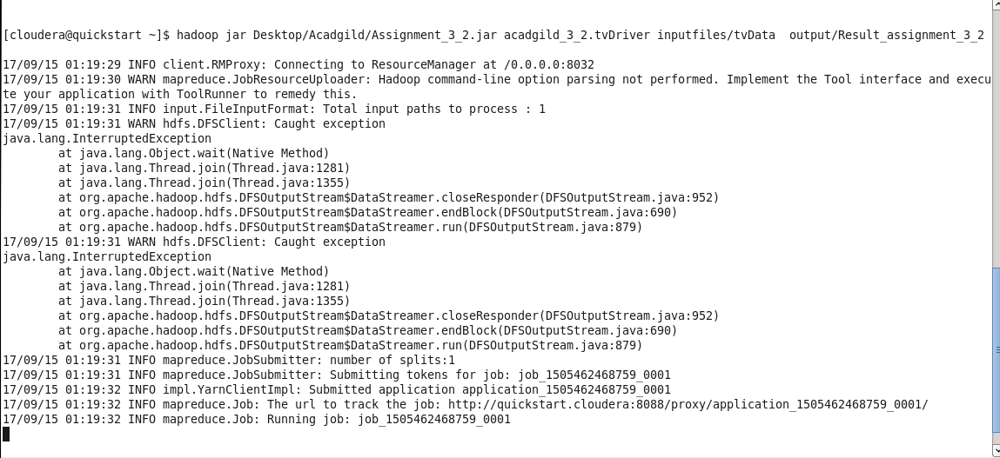 [cloudera@quickstart ~]$ hadoop jar Desktop/Acadgild/Assignment_3_2.jar acadgild_3_2.tvDriver inputfiles/tvData  output/Result_assignment_3_2
17/09/15 01:19:29 INFO client.RMProxy: Connecting to ResourceManager at /0.0.0.0:8032
17/09/15 01:19:30 WARN mapreduce.JobResourceUploader: Hadoop command-line option parsing not performed. Implement the Tool interface and execu
te your application with ToolRunner to remedy this.
17/09/15 01:19:31 INFO input.FileInputFormat: Total input paths to process : 1
17/09/15 01:19:31 WARN hdfs.DFSClient: Caught exception
java.lang.InterruptedException
        at java.lang.Object.wait(Native Method)
        at java.lang.Thread.join(Thread.java:1281)
        at java.lang.Thread.join(Thread.java:1355)
        at org.apache.hadoop.hdfs.DFSOutputStream$DataStreamer.closeResponder(DFSOutputStream.java:952)
        at org.apache.hadoop.hdfs.DFSOutputStream$DataStreamer.endBlock(DFSOutputStream.java:690)
        at org.apache.hadoop.hdfs.DFSOutputStream$DataStreamer.run(DFSOutputStream.java:879)
17/09/15 01:19:31 WARN hdfs.DFSClient: Caught exception
java.lang.InterruptedException
        at java.lang.Object.wait(Native Method)
        at java.lang.Thread.join(Thread.java:1281)
        at java.lang.Thread.join(Thread.java:1355)
        at org.apache.hadoop.hdfs.DFSOutputStream$DataStreamer.closeResponder(DFSOutputStream.java:952)
        at org.apache.hadoop.hdfs.DFSOutputStream$DataStreamer.endBlock(DFSOutputStream.java:690)
        at org.apache.hadoop.hdfs.DFSOutputStream$DataStreamer.run(DFSOutputStream.java:879)
17/09/15 01:19:31 INFO mapreduce.JobSubmitter: number of splits:1
17/09/15 01:19:31 INFO mapreduce.JobSubmitter: Submitting tokens for job: job_1505462468759_0001
17/09/15 01:19:32 INFO impl.YarnClientImpl: Submitted application application_1505462468759_0001
17/09/15 01:19:32 INFO mapreduce.Job: The url to track the job: http://quickstart.cloudera:8088/proxy/application_1505462468759_0001/
17/09/15 01:19:32 INFO mapreduce.Job: Running job: job_1505462468759_0001